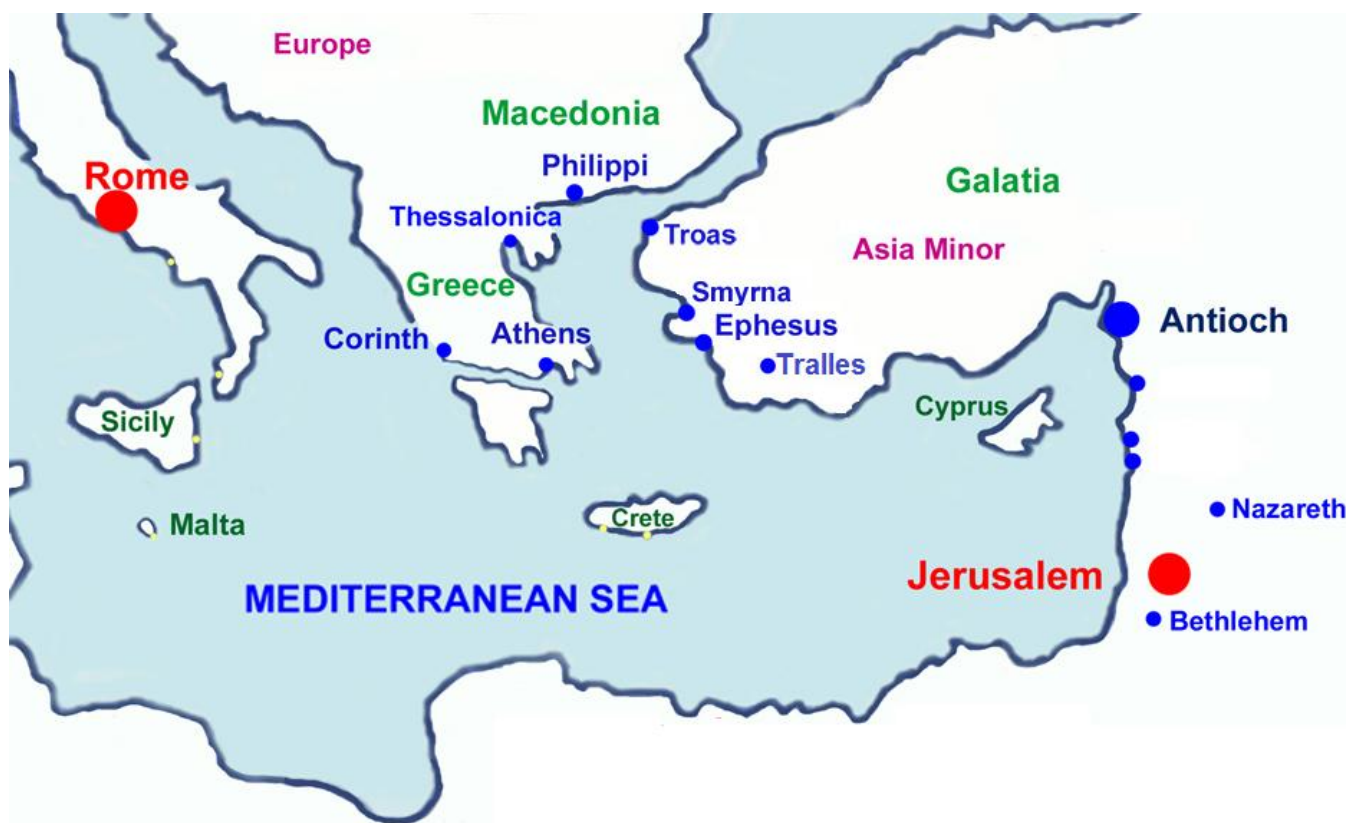 Europe
Macedonia
Philippi
Rome
Galatia
Thessalonica
Troas
Asia Minor
Greece
Smyrna
Antioch
Ephesus
Corinth
Athens
Tralles
Cyprus
Sicily
Nazareth
Crete
Malta
Jerusalem
MEDITERRANEAN SEA
Bethlehem